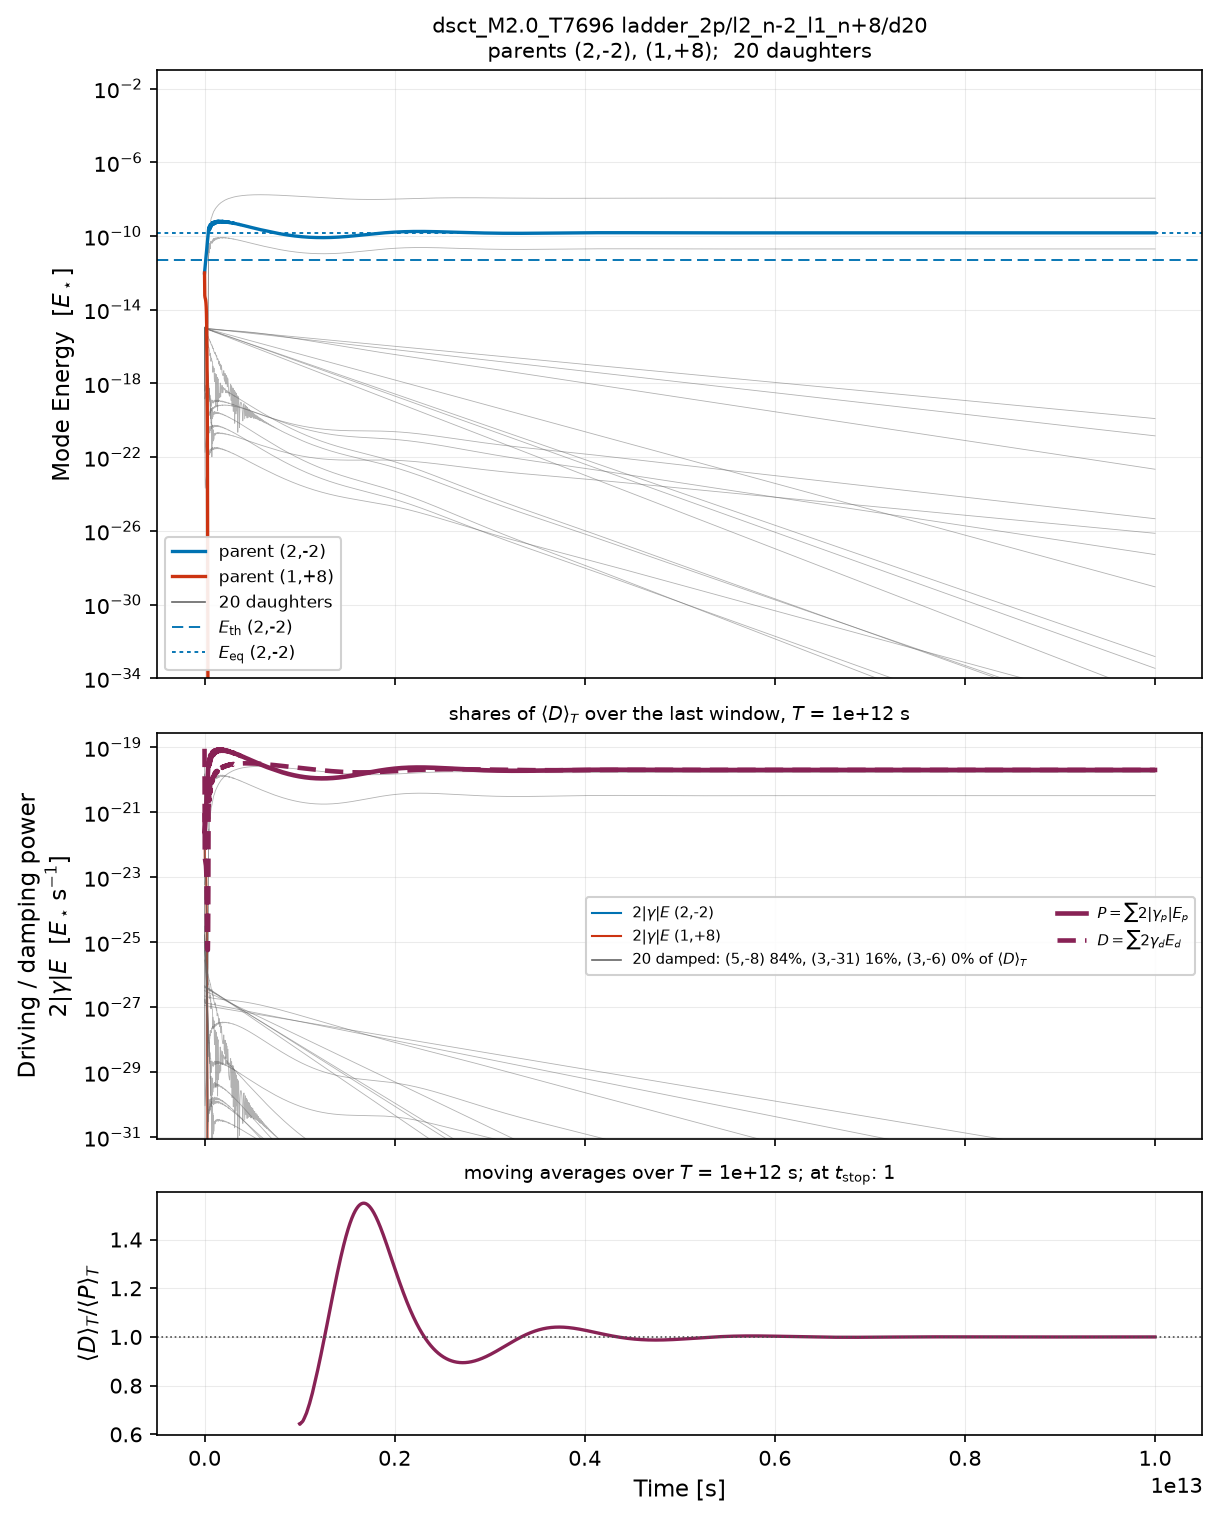 dsct_M2.0_T7696 ladder_2p/l2_n-2_l1_n+8/d20
parents (2,-2), (1,+8);  20 daughters
10⁻²
10⁻⁶
10⁻¹⁰
10⁻¹⁴
10⁻¹⁸
10⁻²²
10⁻²⁶
10⁻³⁰
10⁻³⁴
Mode Energy [E⋆]
parent (2,-2)
parent (1,+8)
20 daughters
E_th (2,-2)
E_eq (2,-2)
shares of ⟨D⟩_T over the last window, T = 1e+12 s
10⁻¹⁹
10⁻²¹
10⁻²³
10⁻²⁵
10⁻²⁷
10⁻²⁹
10⁻³¹
Driving / damping power
2|γ|E [E⋆ s⁻¹]
2|γ|E (2,-2)
2|γ|E (1,+8)
20 damped: (5,-8) 84%, (3,-31) 16%, (3,-6) 0% of ⟨D⟩_T
P = ∑2|γ_p|E_p
D = ∑2γ_dE_d
moving averages over T = 1e+12 s; at t_stop: 1
1.4
1.2
1.0
0.8
0.6
⟨D⟩_T/⟨P⟩_T
0.0 0.2 0.4 0.6 0.8 1.0
1e13
Time [s]